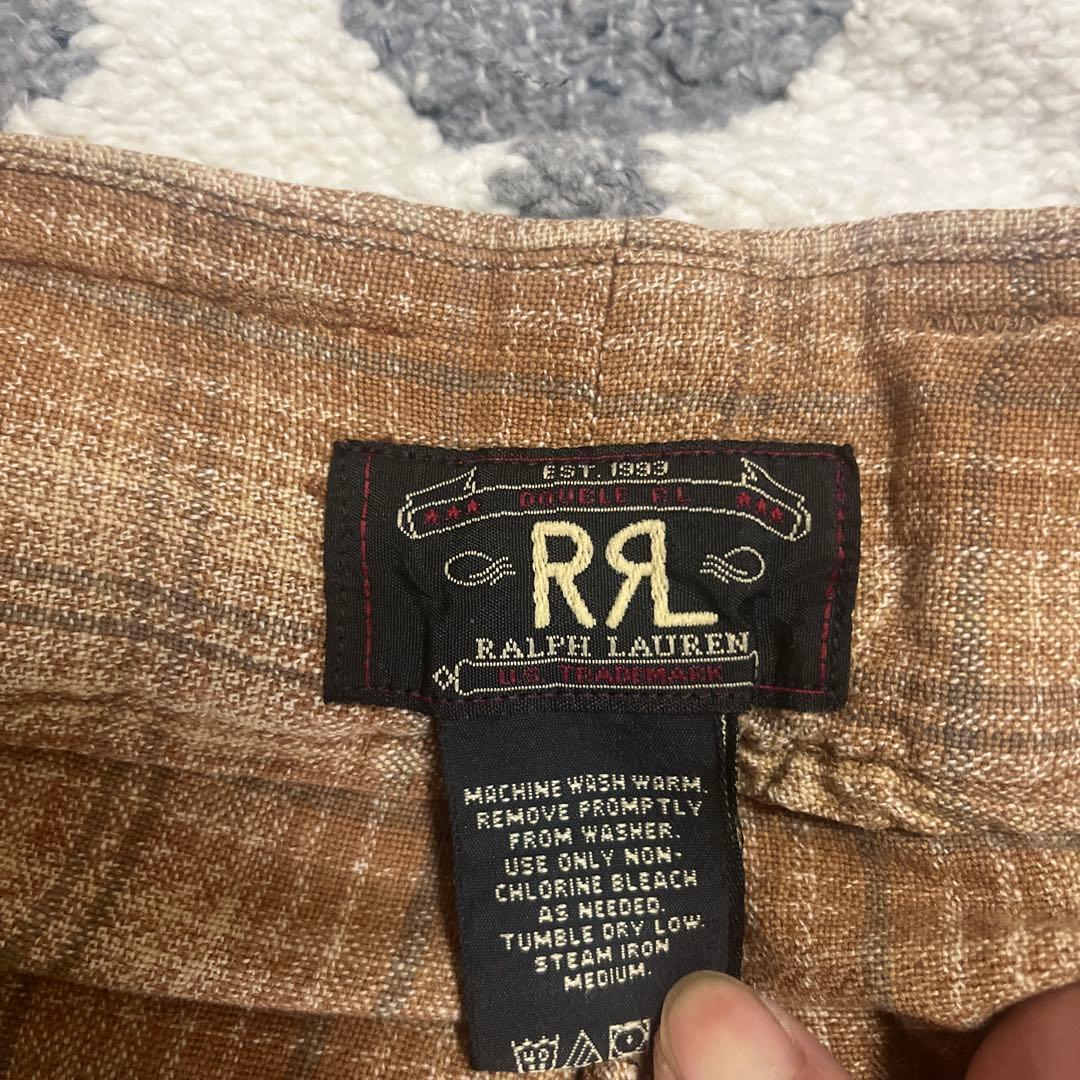 EST. 1993
DOUBLE RL
RRL
RALPH LAUREN
U.S. TRADEMARK
MACHINE WASH WARM.
REMOVE PROMPTLY
FROM WASHER.
USE ONLY NON-
CHLORINE BLEACH
AS NEEDED.
TUMBLE DRY LOW.
STEAM IRON
MEDIUM.
40